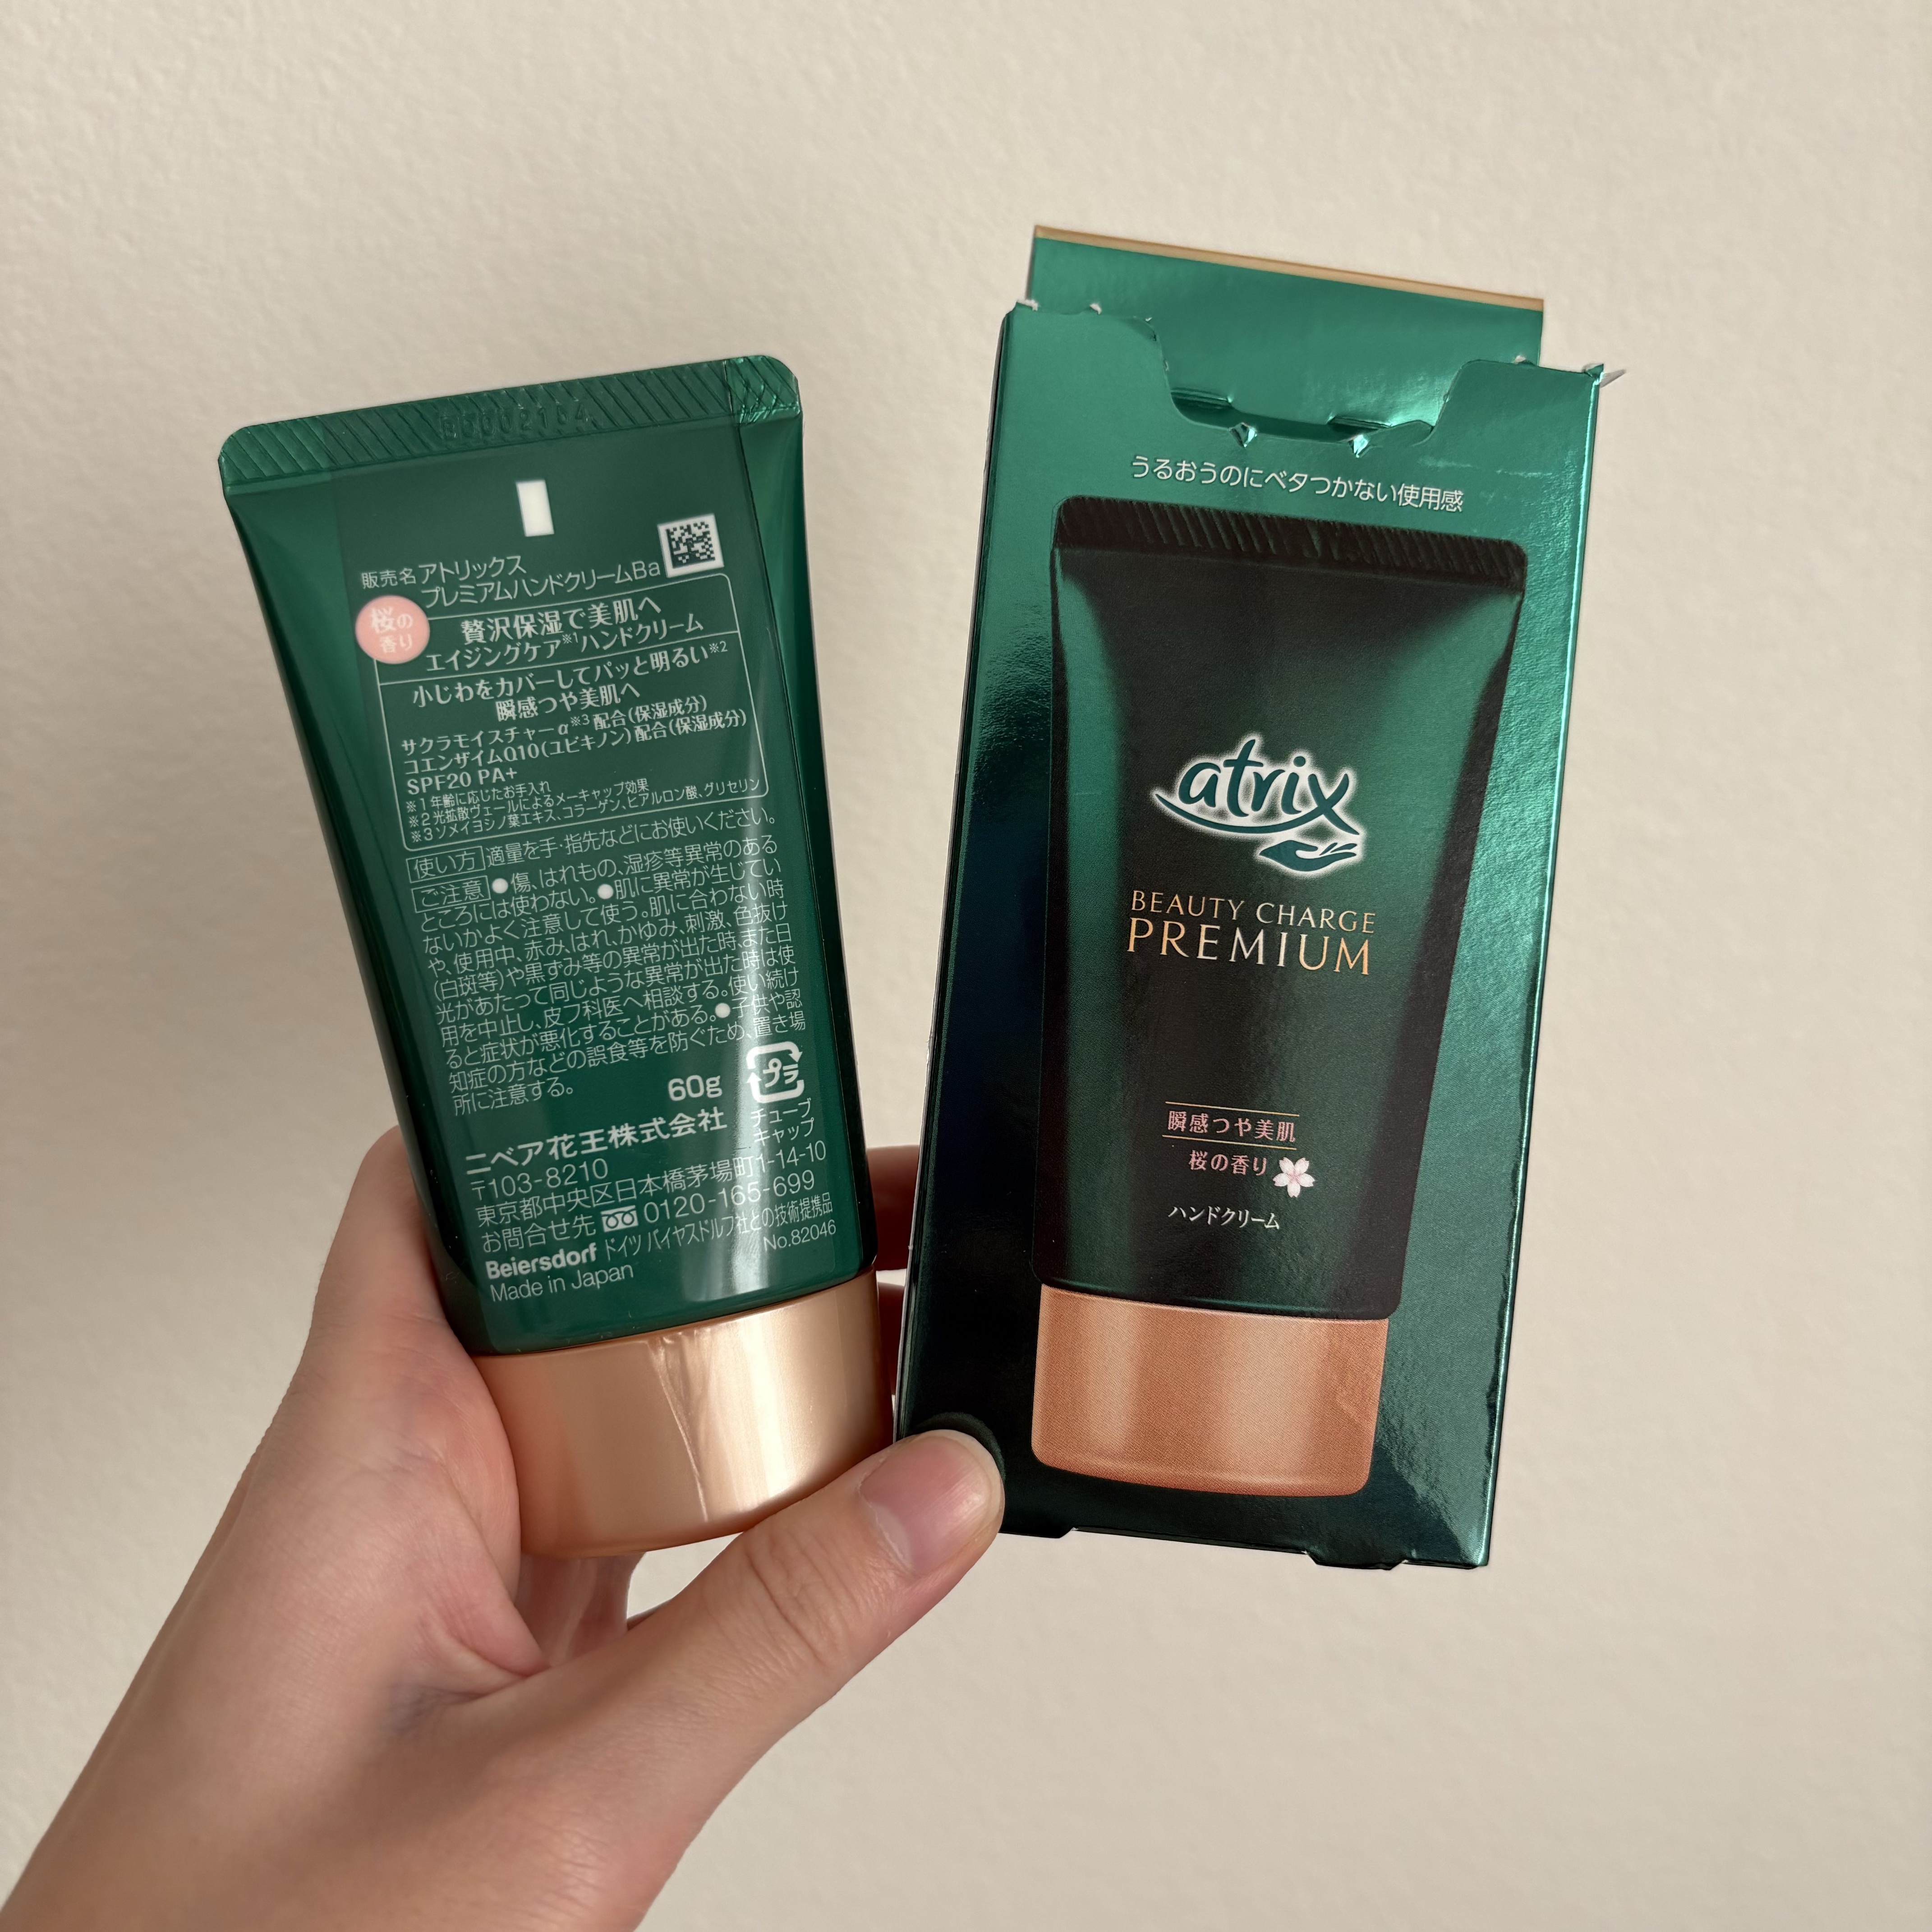 販売名 アトリックス
プレミアムハンドクリームBa
桜の
香り
贅沢保湿で美肌へ
エイジングケア※1ハンドクリーム
小じわをカバーしてパッと明るい※2
瞬感つや美肌へ
サクラモイスチャーα※3配合(保湿成分)
コエンザイムQ10(ユビキノン)配合(保湿成分)
SPF20 PA+
※1 年齢に応じたお手入れ
※2 光拡散ヴェールによるメーキャップ効果
※3 ソメイヨシノ葉エキス、コラーゲン、ヒアルロン酸、グリセリン
使い方 適量を手・指先などにお使いください。
ご注意 ●傷、はれもの、湿疹等異常のある
ところには使わない。●肌に異常が生じてい
ないかよく注意して使う。肌に合わない時
や、使用中、赤み、はれ、かゆみ、刺激、色抜け
(白斑等)や黒ずみ等の異常が出た時、また日
光があたって同じような異常が出た時は使
用を中止し、皮フ科医へ相談する。使い続け
ると症状が悪化することがある。●子供や認
知症の方などの誤食等を防ぐため、置き場
所に注意する。
60g
プラ
チューブ
キャップ
ニベア花王株式会社
〒103-8210
東京都中央区日本橋茅場町1-14-10
お問合せ先 0120-165-699
Beiersdorf ドイツ バイヤスドルフ社との技術提携品
Made in Japan
No.82046
うるおうのにベタつかない使用感
atrix
BEAUTY CHARGE
PREMIUM
瞬感つや美肌
桜の香り
ハンドクリーム